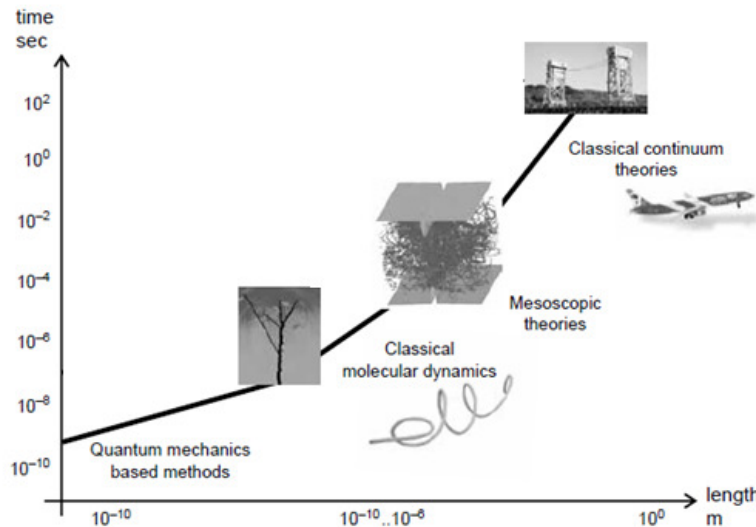 time
sec
10²
10⁰
10⁻²
10⁻⁴
10⁻⁶
10⁻⁸
10⁻¹⁰
Classical continuum
theories
Mesoscopic
theories
Classical
molecular dynamics
Quantum mechanics
based methods
10⁻¹⁰
10⁻¹⁰..10⁻⁶
10⁰
length
m